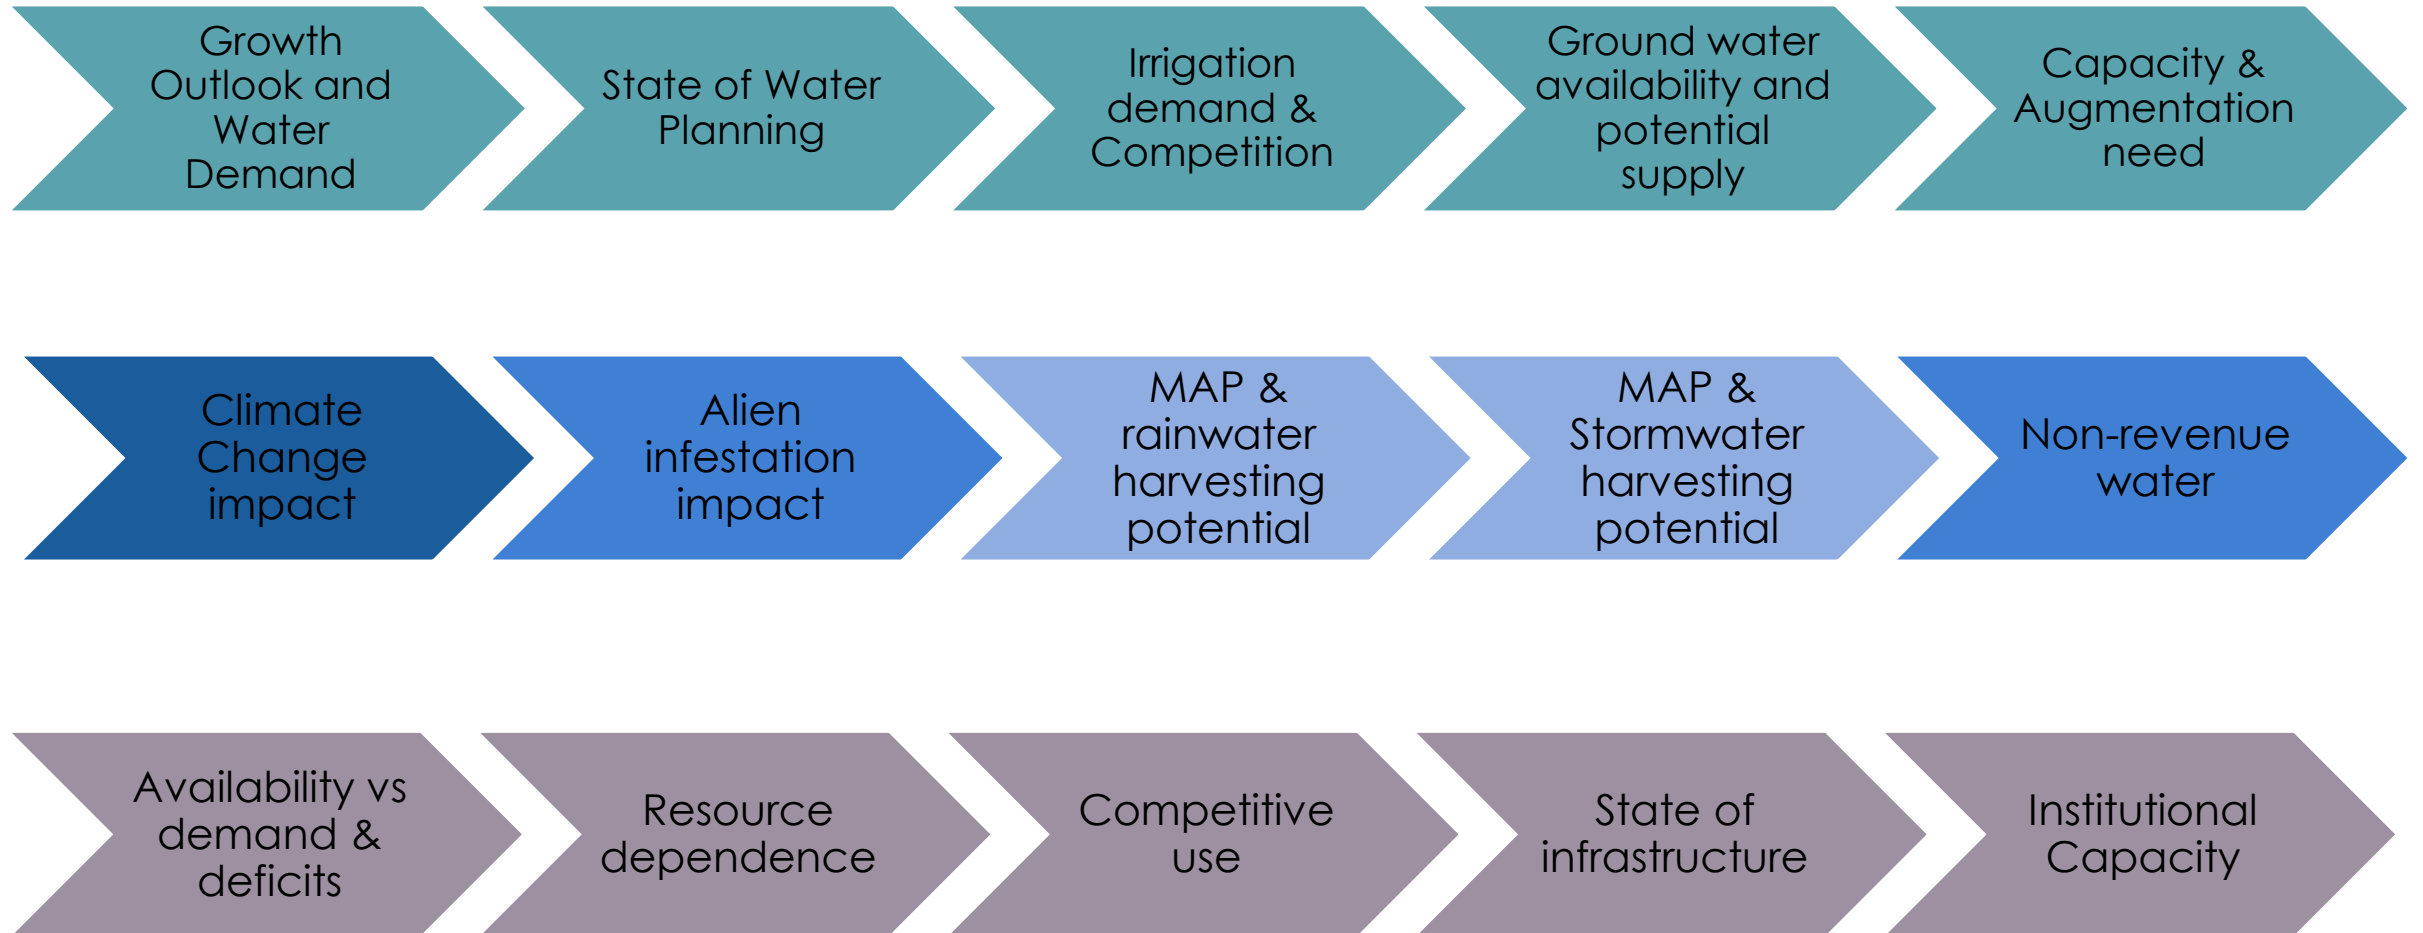 Growth
Outlook and
Water
Demand
State of Water
Planning
Irrigation
demand &
Competition
Ground water
availability and
potential
supply
Capacity &
Augmentation
need
Climate
Change
impact
Alien
infestation
impact
MAP &
rainwater
harvesting
potential
MAP &
Stormwater
harvesting
potential
Non-revenue
water
Availability vs
demand &
deficits
Resource
dependence
Competitive
use
State of
infrastructure
Institutional
Capacity